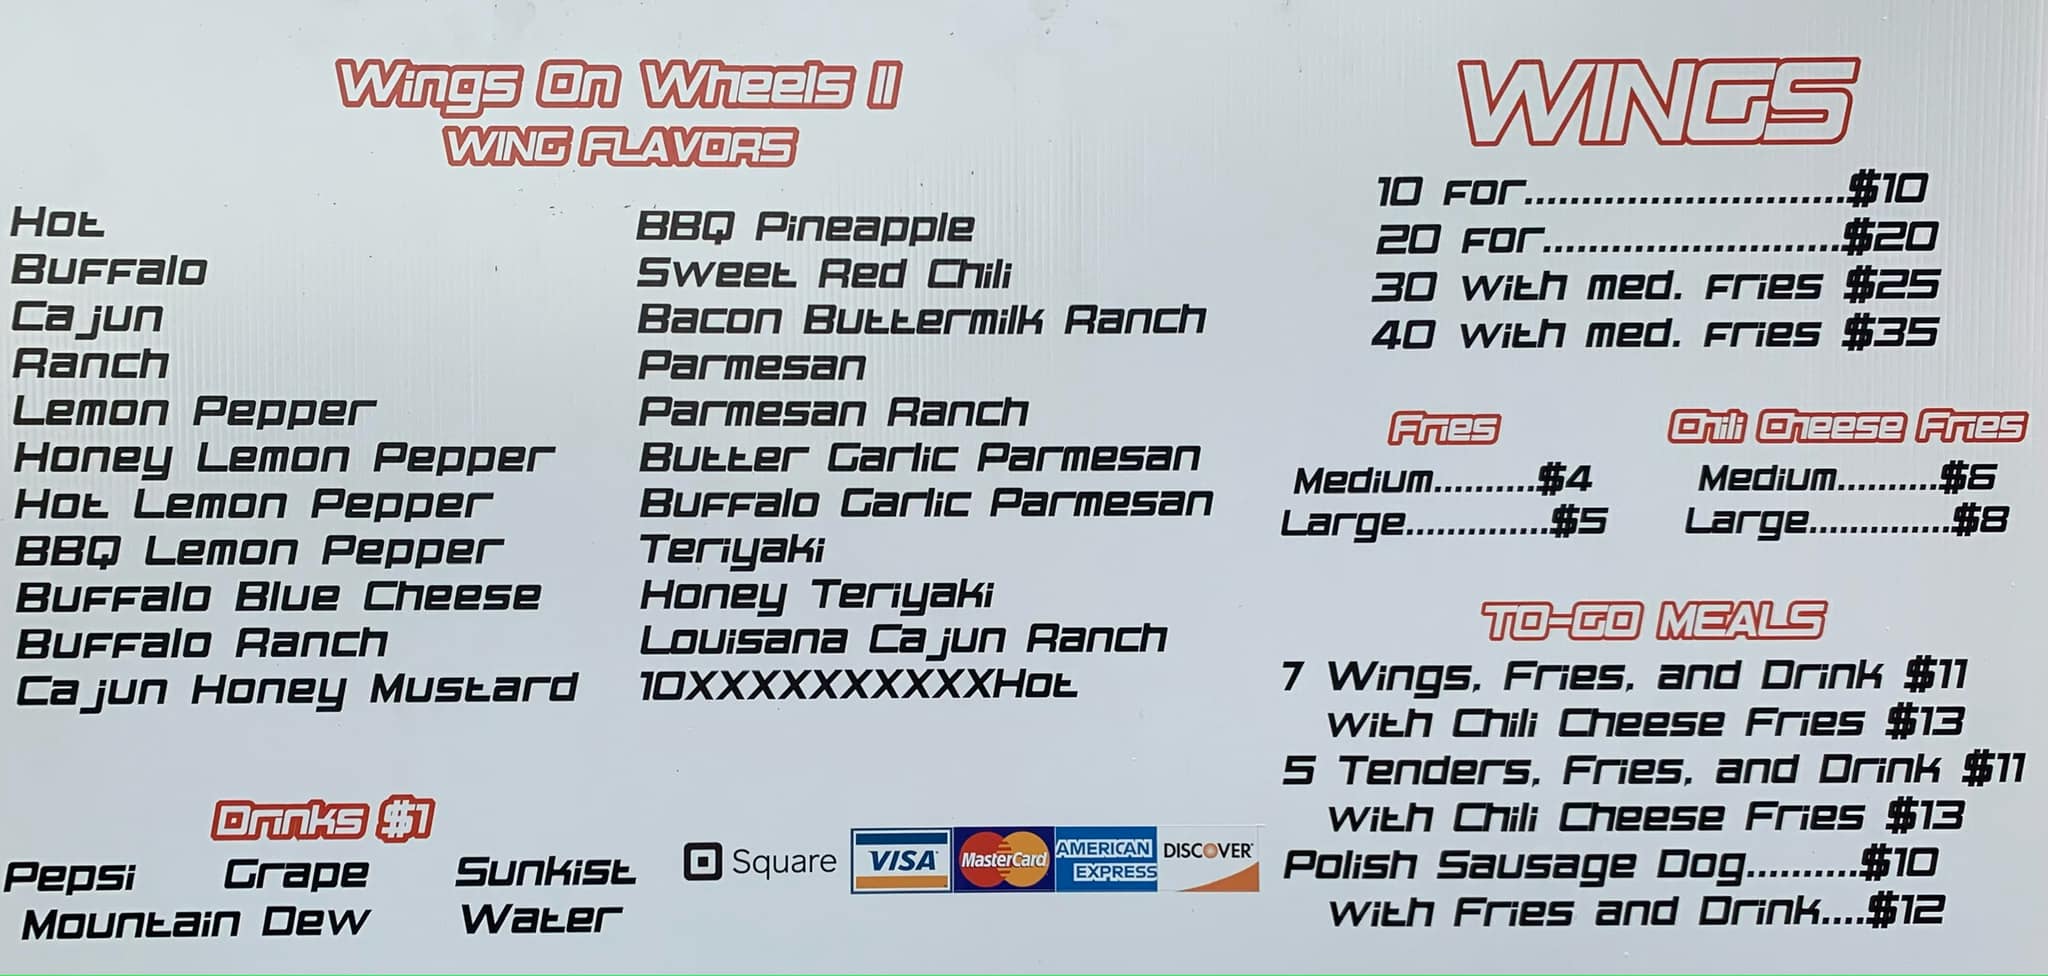 Wings On Wheels II
WING FLAVORS
Hot
Buffalo
Cajun
Ranch
Lemon Pepper
Honey Lemon Pepper
Hot Lemon Pepper
BBQ Lemon Pepper
Buffalo Blue Cheese
Buffalo Ranch
Cajun Honey Mustard
BBQ Pineapple
Sweet Red Chili
Bacon Buttermilk Ranch
Parmesan
Parmesan Ranch
Butter Garlic Parmesan
Buffalo Garlic Parmesan
Teriyaki
Honey Teriyaki
Louisana Cajun Ranch
10XXXXXXXXXXHot
Drinks $1
Pepsi Grape Sunkist
Mountain Dew Water
Square VISA MasterCard AMERICAN EXPRESS DISCOVER
WINGS
10 for............................$10
20 for..........................$20
30 with med. fries $25
40 with med. fries $35
Fries
Medium..........$4
Large.............$5
Chili Cheese Fries
Medium..........$6
Large.............$8
TO-GO MEALS
7 Wings, Fries, and Drink $11
with Chili Cheese Fries $13
5 Tenders, Fries, and Drink $11
with Chili Cheese Fries $13
Polish Sausage Dog..........$10
with Fries and Drink....$12